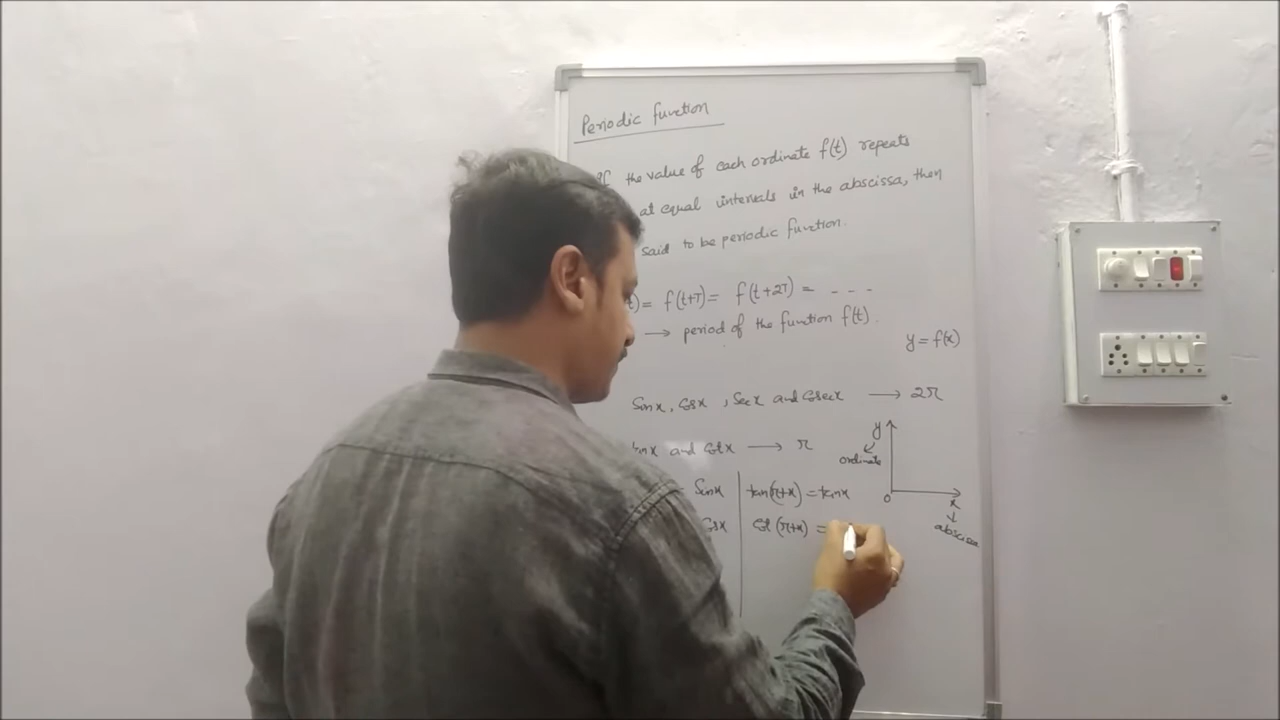 Periodic function
If the value of each ordinate f(t) repeats
at equal intervals in the abscissa, then
said to be periodic function.
t) = f(t+T) = f(t+2T) = - - -
→ period of the function f(t).
y = f(x)
Sinx, Cosx, Secx and Cosecx → 2π
tanx and Cotx → π
y
ordinate
Sinx
tan(π+x) = tanx
o
x
abscissa
Cosx
Cot(π+x) =